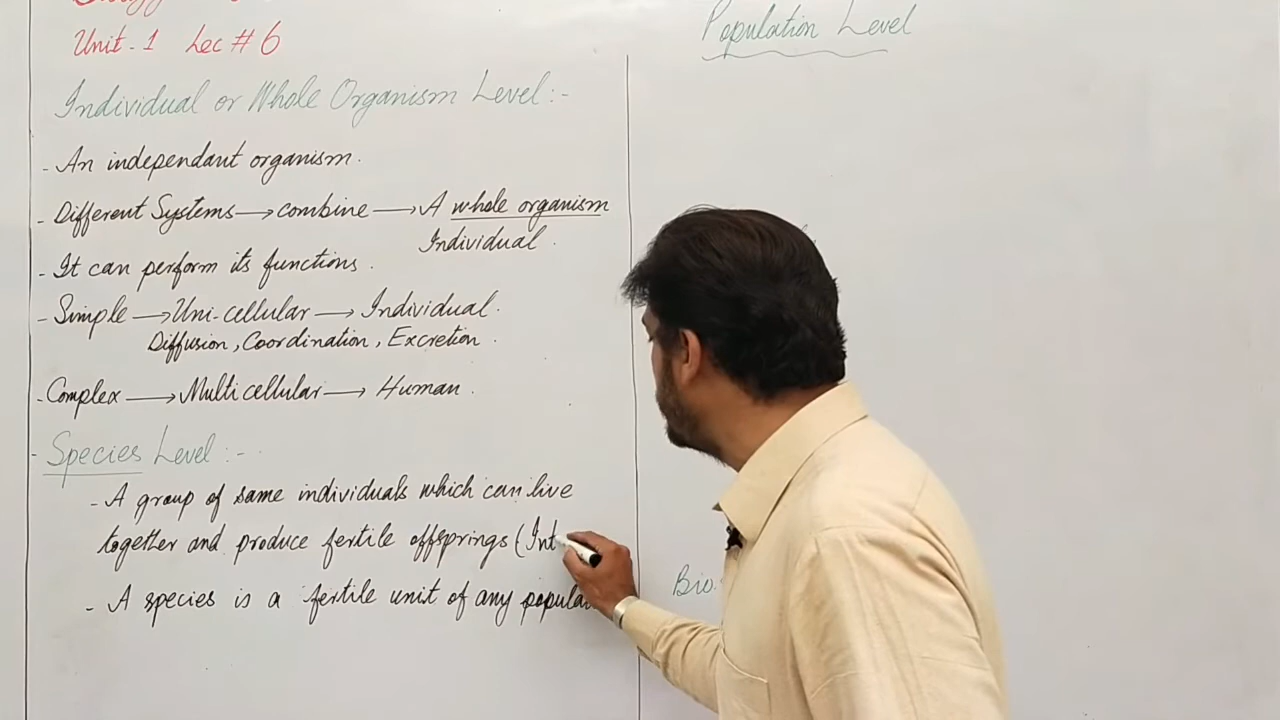 Unit-1 Lec # 6
Individual or Whole Organism Level:-
- An independant organism.
- Different Systems → combine → A whole organism
Individual.
- It can perform its functions.
- Simple → Uni-cellular → Individual.
Diffusion, Coordination, Excretion.
- Complex → Multicellular → Human.
- Species Level:-
- A group of same individuals which can live
together and produce fertile offsprings (Int
- A species is a fertile unit of any popula
Population Level
Bio.